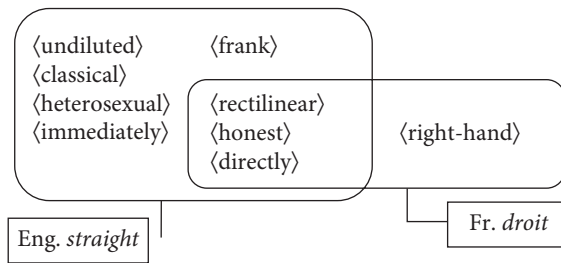 ⟨undiluted⟩ ⟨frank⟩
⟨classical⟩
⟨heterosexual⟩ ⟨rectilinear⟩
⟨immediately⟩ ⟨honest⟩ ⟨right-hand⟩
⟨directly⟩
Eng. straight
Fr. droit